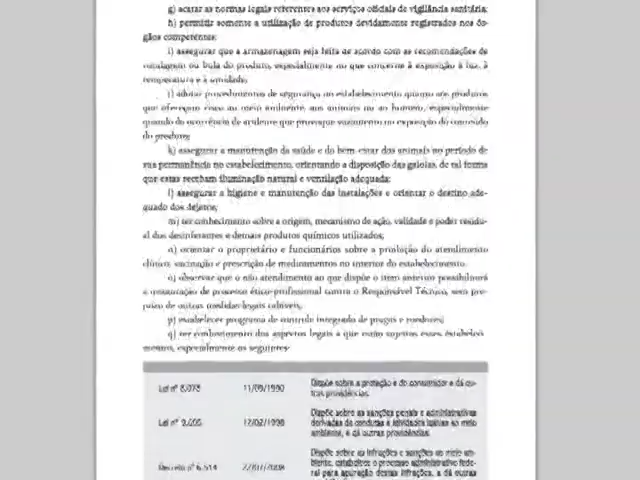 g) acatar as normas legais referentes aos serviços oficiais de vigilância sanitária;
h) permitir somente a utilização de produtos devidamente registrados nos ór-
gãos competentes;
i) assegurar que a armazenagem seja feita de acordo com as recomendações de
rotulagem ou bula do produto, especialmente no que concerne à exposição à luz, à
temperatura e à umidade;
j) adotar procedimentos de segurança no estabelecimento quanto aos produtos
que ofereçam risco ao meio ambiente, aos animais ou ao homem, especialmente
quando da ocorrência de acidente que provoque vazamento ou exposição do conteúdo
do produto;
k) assegurar a manutenção da saúde e do bem-estar dos animais no período de
sua permanência no estabelecimento, orientando a disposição das gaiolas, de tal forma
que estas recebam iluminação natural e ventilação adequada;
l) assegurar a higiene e manutenção das instalações e orientar o destino ade-
quado dos dejetos;
m) ter conhecimento sobre a origem, mecanismo de ação, validade e poder residu-
al dos desinfetantes e demais produtos químicos utilizados;
n) orientar o proprietário e funcionários sobre a proibição do atendimento
clínico, vacinação e prescrição de medicamentos no interior do estabelecimento.
o) observar que o não atendimento ao que dispõe o item anterior possibilitará
a instauração de processo ético-profissional contra o Responsável Técnico, sem pre-
juízo de outras medidas legais cabíveis;
p) estabelecer programa de controle integrado de pragas e roedores;
q) ter conhecimento dos aspectos legais a que estão sujeitos esses estabeleci-
mentos, especialmente os seguintes:
Lei nº 8.078 11/09/1990 Dispõe sobre a proteção e do consumidor e dá ou-
tras providências.
Lei nº 9.605 12/02/1998 Dispõe sobre as sanções penais e administrativas
derivadas de condutas e atividades lesivas ao meio
ambiente, e dá outras providências.
Decreto nº 6.514 22/07/2008 Dispõe sobre as infrações e sanções ao meio am-
biente, estabelece o processo administrativo fede-
ral para apuração destas infrações, e dá outras